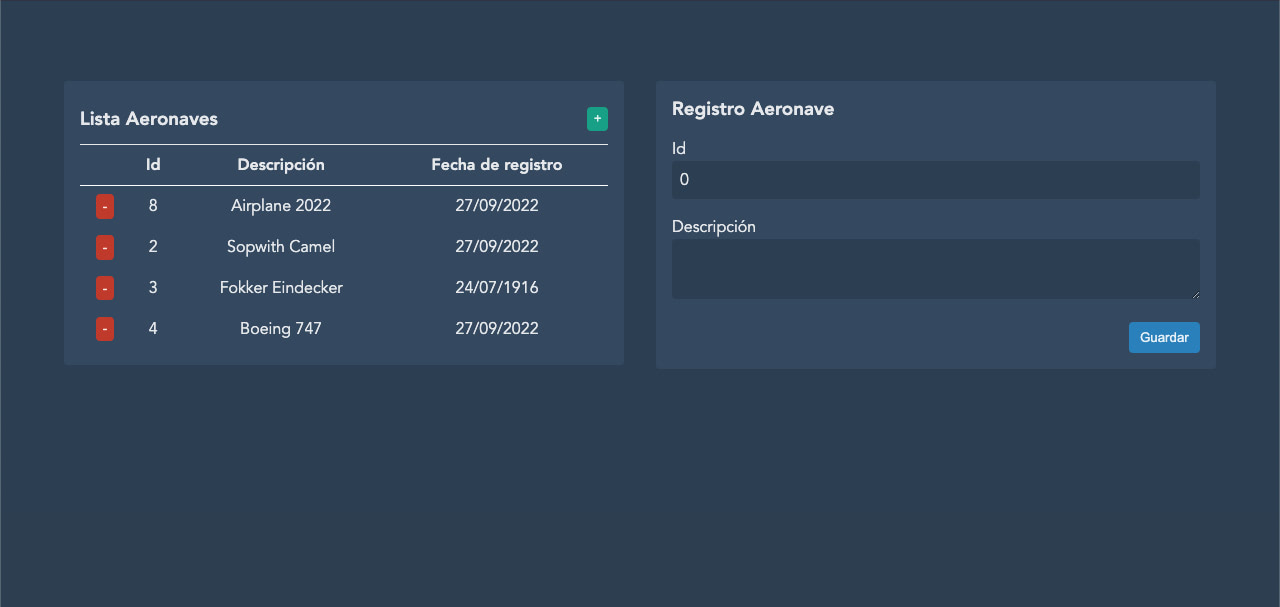 Lista Aeronaves +
Id Descripción Fecha de registro
- 8 Airplane 2022 27/09/2022
- 2 Sopwith Camel 27/09/2022
- 3 Fokker Eindecker 24/07/1916
- 4 Boeing 747 27/09/2022
Registro Aeronave
Id
0
Descripción
Guardar